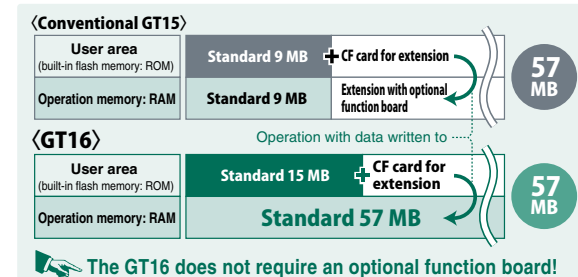 〈Conventional GT15〉
User area
(built-in flash memory: ROM)
Standard 9 MB
+ CF card for extension
57
MB
Operation memory: RAM
Standard 9 MB
Extension with optional
function board
〈GT16〉
Operation with data written to
User area
(built-in flash memory: ROM)
Standard 15 MB
+ CF card for
extension
57
MB
Operation memory: RAM
Standard 57 MB
The GT16 does not require an optional function board!